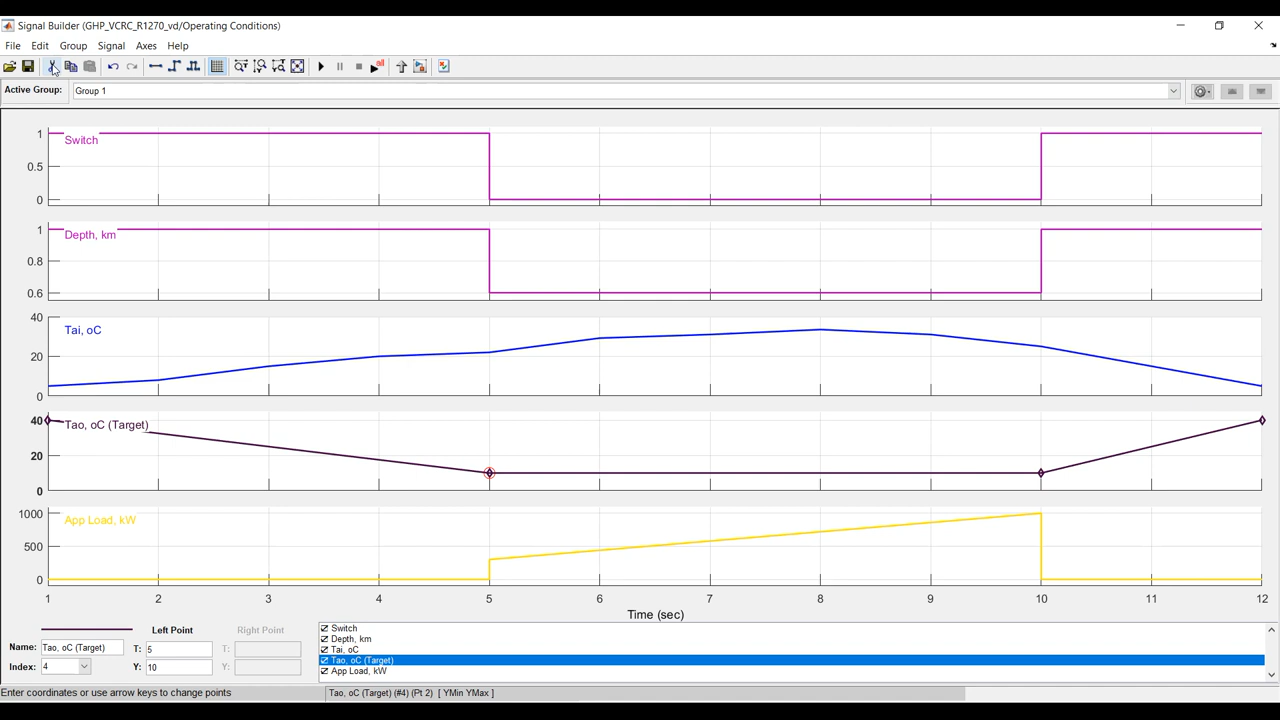 Signal Builder (GHP_VCRC_R1270_vd/Operating Conditions)
File Edit Group Signal Axes Help
all
Active Group: Group 1
1
Switch
0.5
0
1
Depth, km
0.8
0.6
40
Tai, oC
20
0
40
Tao, oC (Target)
20
0
1000
App Load, kW
500
0
1 2 3 4 5 6 7 8 9 10 11 12
Time (sec)
Left Point Right Point
Name: Tao, oC (Target) T: 5 T:
Index: 4 Y: 10 Y:
Switch
Depth, km
Tai, oC
Tao, oC (Target)
App Load, kW
Enter coordinates or use arrow keys to change points
Tao, oC (Target) (#4) (Pt 2) [ YMin YMax ]